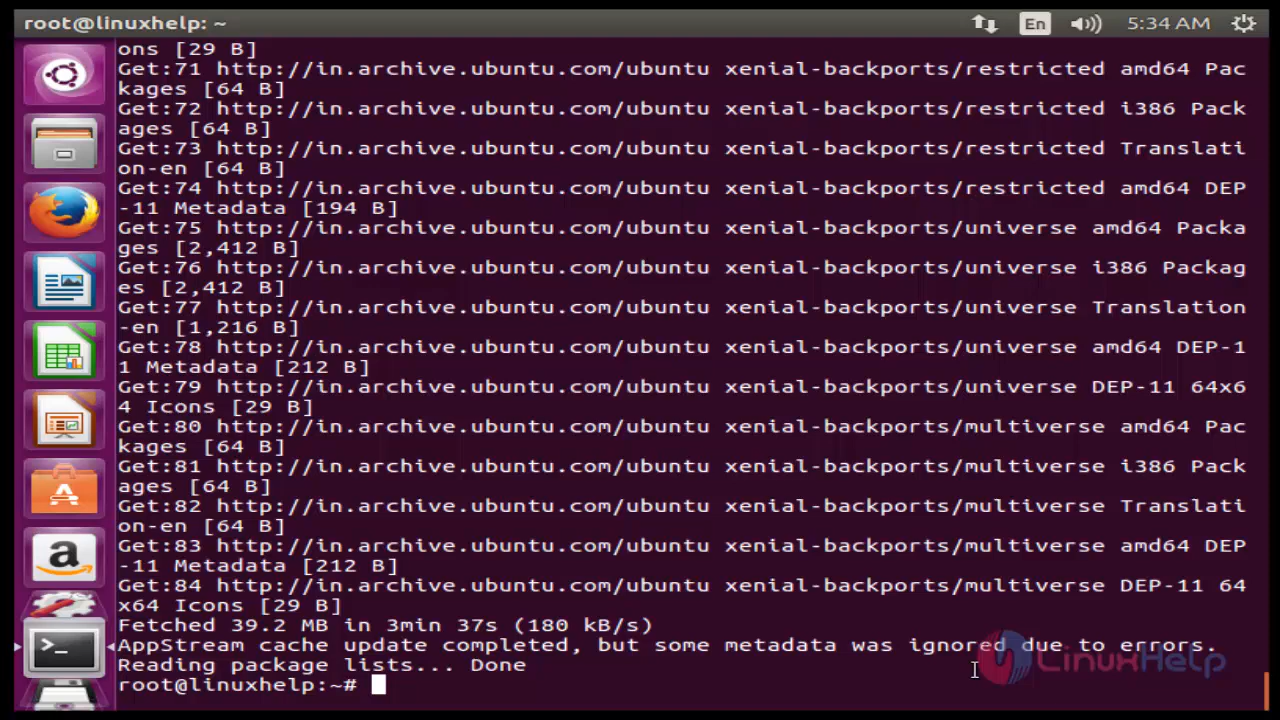 root@linuxhelp: ~
En
5:34 AM
ons [29 B]
Get:71 http://in.archive.ubuntu.com/ubuntu xenial-backports/restricted amd64 Pac
kages [64 B]
Get:72 http://in.archive.ubuntu.com/ubuntu xenial-backports/restricted i386 Pack
ages [64 B]
Get:73 http://in.archive.ubuntu.com/ubuntu xenial-backports/restricted Translati
on-en [64 B]
Get:74 http://in.archive.ubuntu.com/ubuntu xenial-backports/restricted amd64 DEP
-11 Metadata [194 B]
Get:75 http://in.archive.ubuntu.com/ubuntu xenial-backports/universe amd64 Packa
ges [2,412 B]
Get:76 http://in.archive.ubuntu.com/ubuntu xenial-backports/universe i386 Packag
es [2,412 B]
Get:77 http://in.archive.ubuntu.com/ubuntu xenial-backports/universe Translation
-en [1,216 B]
Get:78 http://in.archive.ubuntu.com/ubuntu xenial-backports/universe amd64 DEP-1
1 Metadata [212 B]
Get:79 http://in.archive.ubuntu.com/ubuntu xenial-backports/universe DEP-11 64x6
4 Icons [29 B]
Get:80 http://in.archive.ubuntu.com/ubuntu xenial-backports/multiverse amd64 Pac
kages [64 B]
Get:81 http://in.archive.ubuntu.com/ubuntu xenial-backports/multiverse i386 Pack
ages [64 B]
Get:82 http://in.archive.ubuntu.com/ubuntu xenial-backports/multiverse Translati
on-en [64 B]
Get:83 http://in.archive.ubuntu.com/ubuntu xenial-backports/multiverse amd64 DEP
-11 Metadata [212 B]
Get:84 http://in.archive.ubuntu.com/ubuntu xenial-backports/multiverse DEP-11 64
x64 Icons [29 B]
Fetched 39.2 MB in 3min 37s (180 kB/s)
AppStream cache update completed, but some metadata was ignored due to errors.
Reading package lists... Done
root@linuxhelp:~#
LinuxHelp